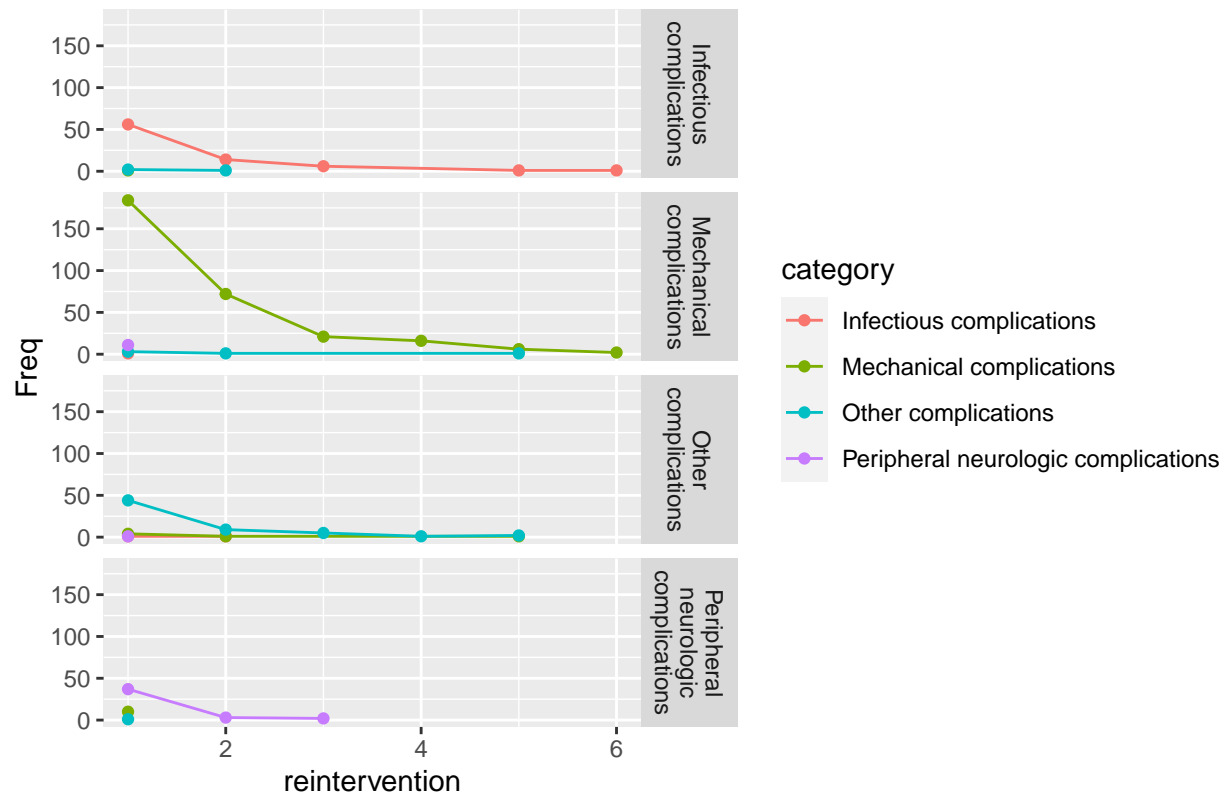 Freq
150
100
50
0
Infectious
complications
150
100
50
0
Mechanical
complications
150
100
50
0
Other
complications
150
100
50
0
Peripheral
neurologic
complications
2
4
6
reintervention
category
Infectious complications
Mechanical complications
Other complications
Peripheral neurologic complications